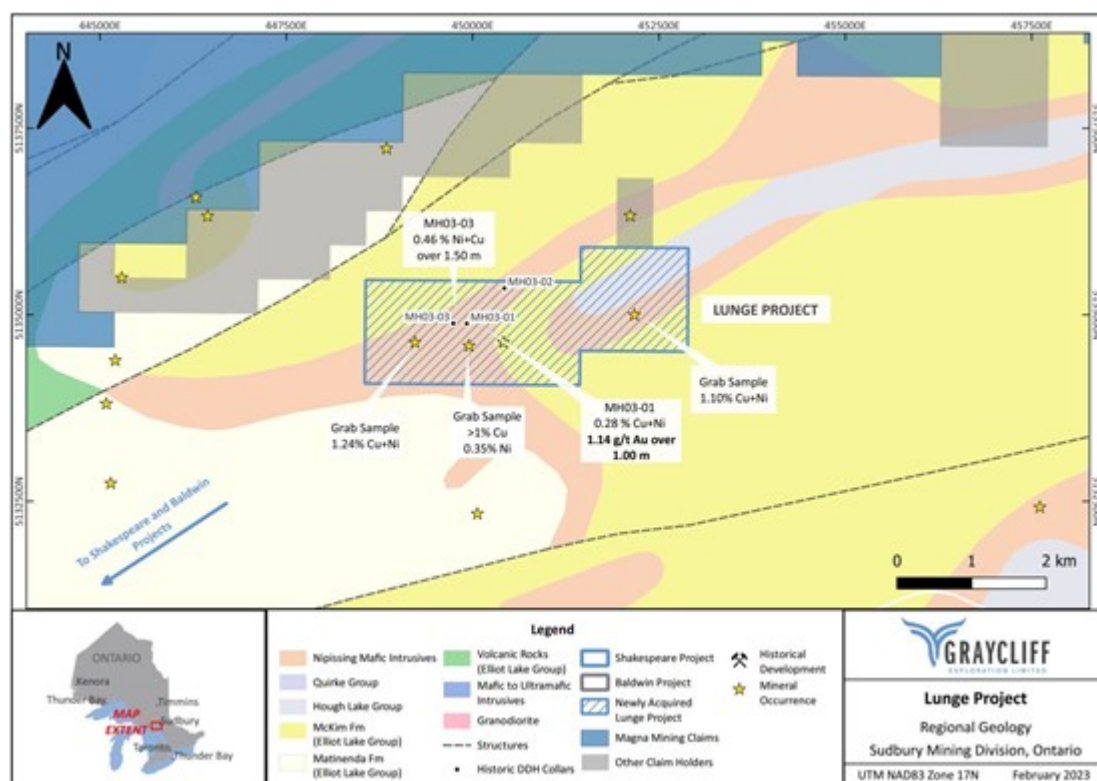 445000E
447500E
450000E
452500E
455000E
457500E
N
5137500N
5137500N
MH03-03
0.46 % Ni+Cu
over 1.50 m
MH03-02
5135000N
5135000N
MH03-03
MH03-01
LUNGE PROJECT
Grab Sample
1.24% Cu+Ni
Grab Sample
>1% Cu
0.35% Ni
MH03-01
0.28 % Cu+Ni
1.14 g/t Au over
1.00 m
Grab Sample
1.10% Cu+Ni
5132500N
5132500N
To Shakespeare and Baldwin
Projects
0 1 2 km
ONTARIO
Kenora
Thunder Bay
Timmins
MAP
EXTENT
Sudbury
Toronto
Thunder Bay
Legend
Nipissing Mafic Intrusives
Quirke Group
Hough Lake Group
McKim Fm
(Elliot Lake Group)
Matinenda Fm
(Elliot Lake Group)
Volcanic Rocks
(Elliot Lake Group)
Mafic to Ultramafic
Intrusives
Granodiorite
Structures
Historic DDH Collars
Shakespeare Project
Baldwin Project
Newly Acquired
Lunge Project
Magna Mining Claims
Other Claim Holders
Historical
Development
Mineral
Occurrence
GRAYCLIFF
EXPLORATION LIMITED
Lunge Project
Regional Geology
Sudbury Mining Division, Ontario
UTM NAD83 Zone 17N February 2023